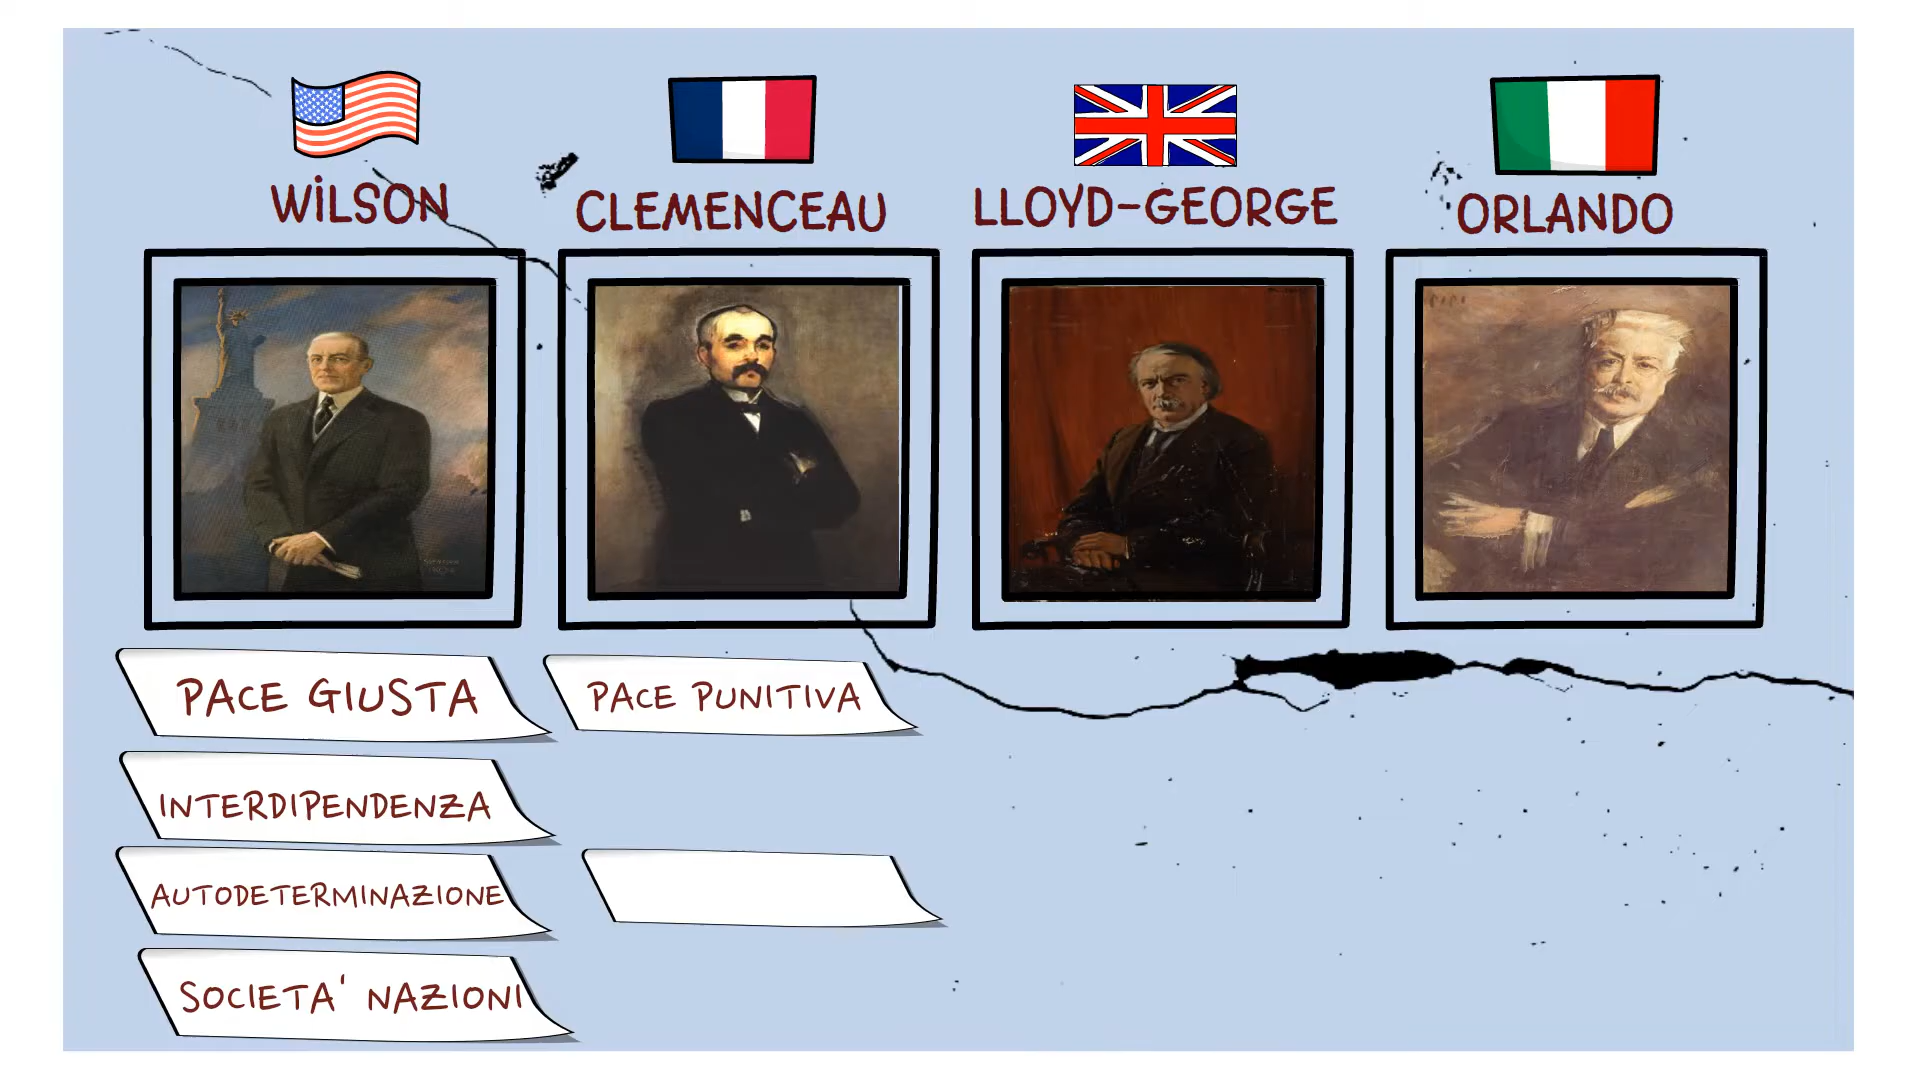 WiLSON
CLEMENCEAU
LLOYD-GEORGE
ORLANDO
PACE GIUSTA
PACE PUNITIVA
INTERDIPENDENZA
AUTODETERMINAZIONE
SOCIETA' NAZIONI